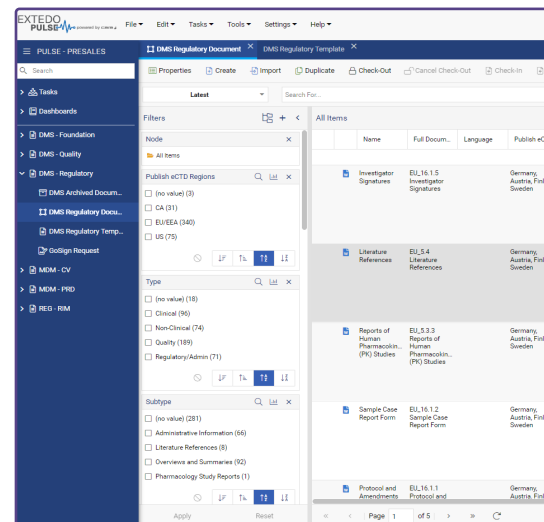 EXTEDO
PULSE powered by
File Edit Tasks Tools Settings Help
PULSE - PRESALES
DMS Regulatory Document × DMS Regulatory Template ×
Search
Properties Create Import Duplicate Check-Out Cancel Check-Out Check-in
Tasks
Latest
Search For...
Dashboards
Filters
All Items
DMS - Foundation
Node
Name Full Docum... Language Publish eC
DMS - Quality
All Items
DMS - Regulatory
Publish eCTD Regions
DMS Archived Docum...
(no value) (3)
DMS Regulatory Docu...
CA (31)
DMS Regulatory Temp...
EU/EEA (340)
GoSign Request
US (75)
MDM - CV
MDM - PRD
REG - RIM
Type
(no value) (18)
Clinical (96)
Non-Clinical (74)
Quality (189)
Regulatory/Admin (71)
Subtype
(no value) (281)
Administrative Information (66)
Literature References (8)
Overviews and Summaries (92)
Pharmacology Study Reports (1)
Apply Reset
Investigator EU_16.1.5 Germany,
Signatures Investigator Austria, Finl
Signatures Sweden
Literature EU_5.4 Germany,
References Literature Austria, Finl
References Sweden
Reports of EU_5.3.3 Germany,
Human Reports of Austria, Finl
Pharmacokin... Human Sweden
(PK) Studies Pharmacokin...
(PK) Studies
Sample Case EU_16.1.2 Germany,
Report Form Sample Case Austria, Finl
Report Form Sweden
Protocol and EU_16.1.1 Germany,
Amendments Protocol and Austria, Finl
« < Page 1 of 5 > »